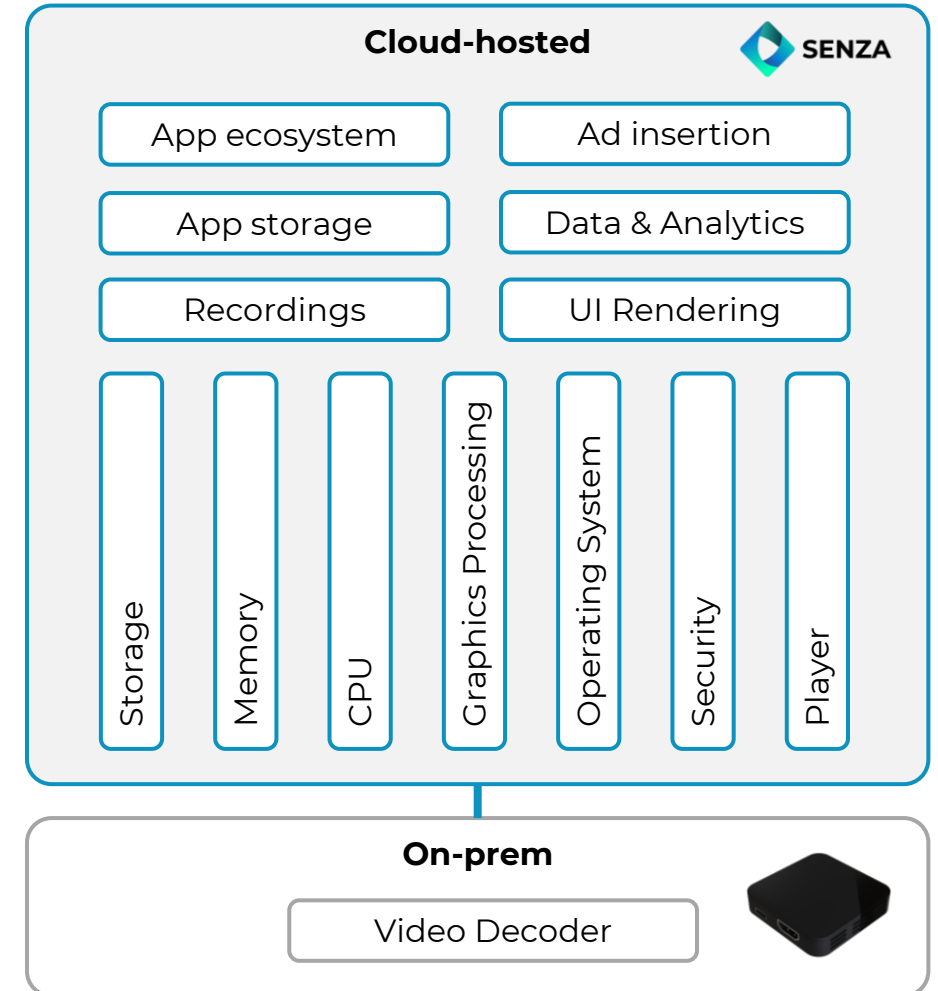 Cloud-hosted
SENZA
App ecosystem
Ad insertion
App storage
Data & Analytics
Recordings
UI Rendering
Storage
Memory
CPU
Graphics Processing
Operating System
Security
Player
On-prem
Video Decoder